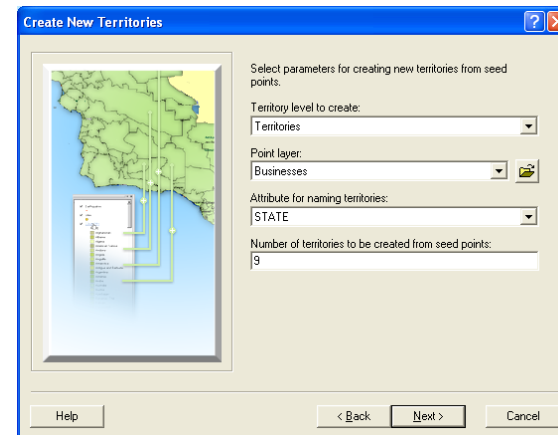 Create New Territories
Select parameters for creating new territories from seed
points.
Territory level to create:
Territories
Point layer:
Businesses
Attribute for naming territories:
STATE
Number of territories to be created from seed points:
9
Help
< Back
Next >
Cancel